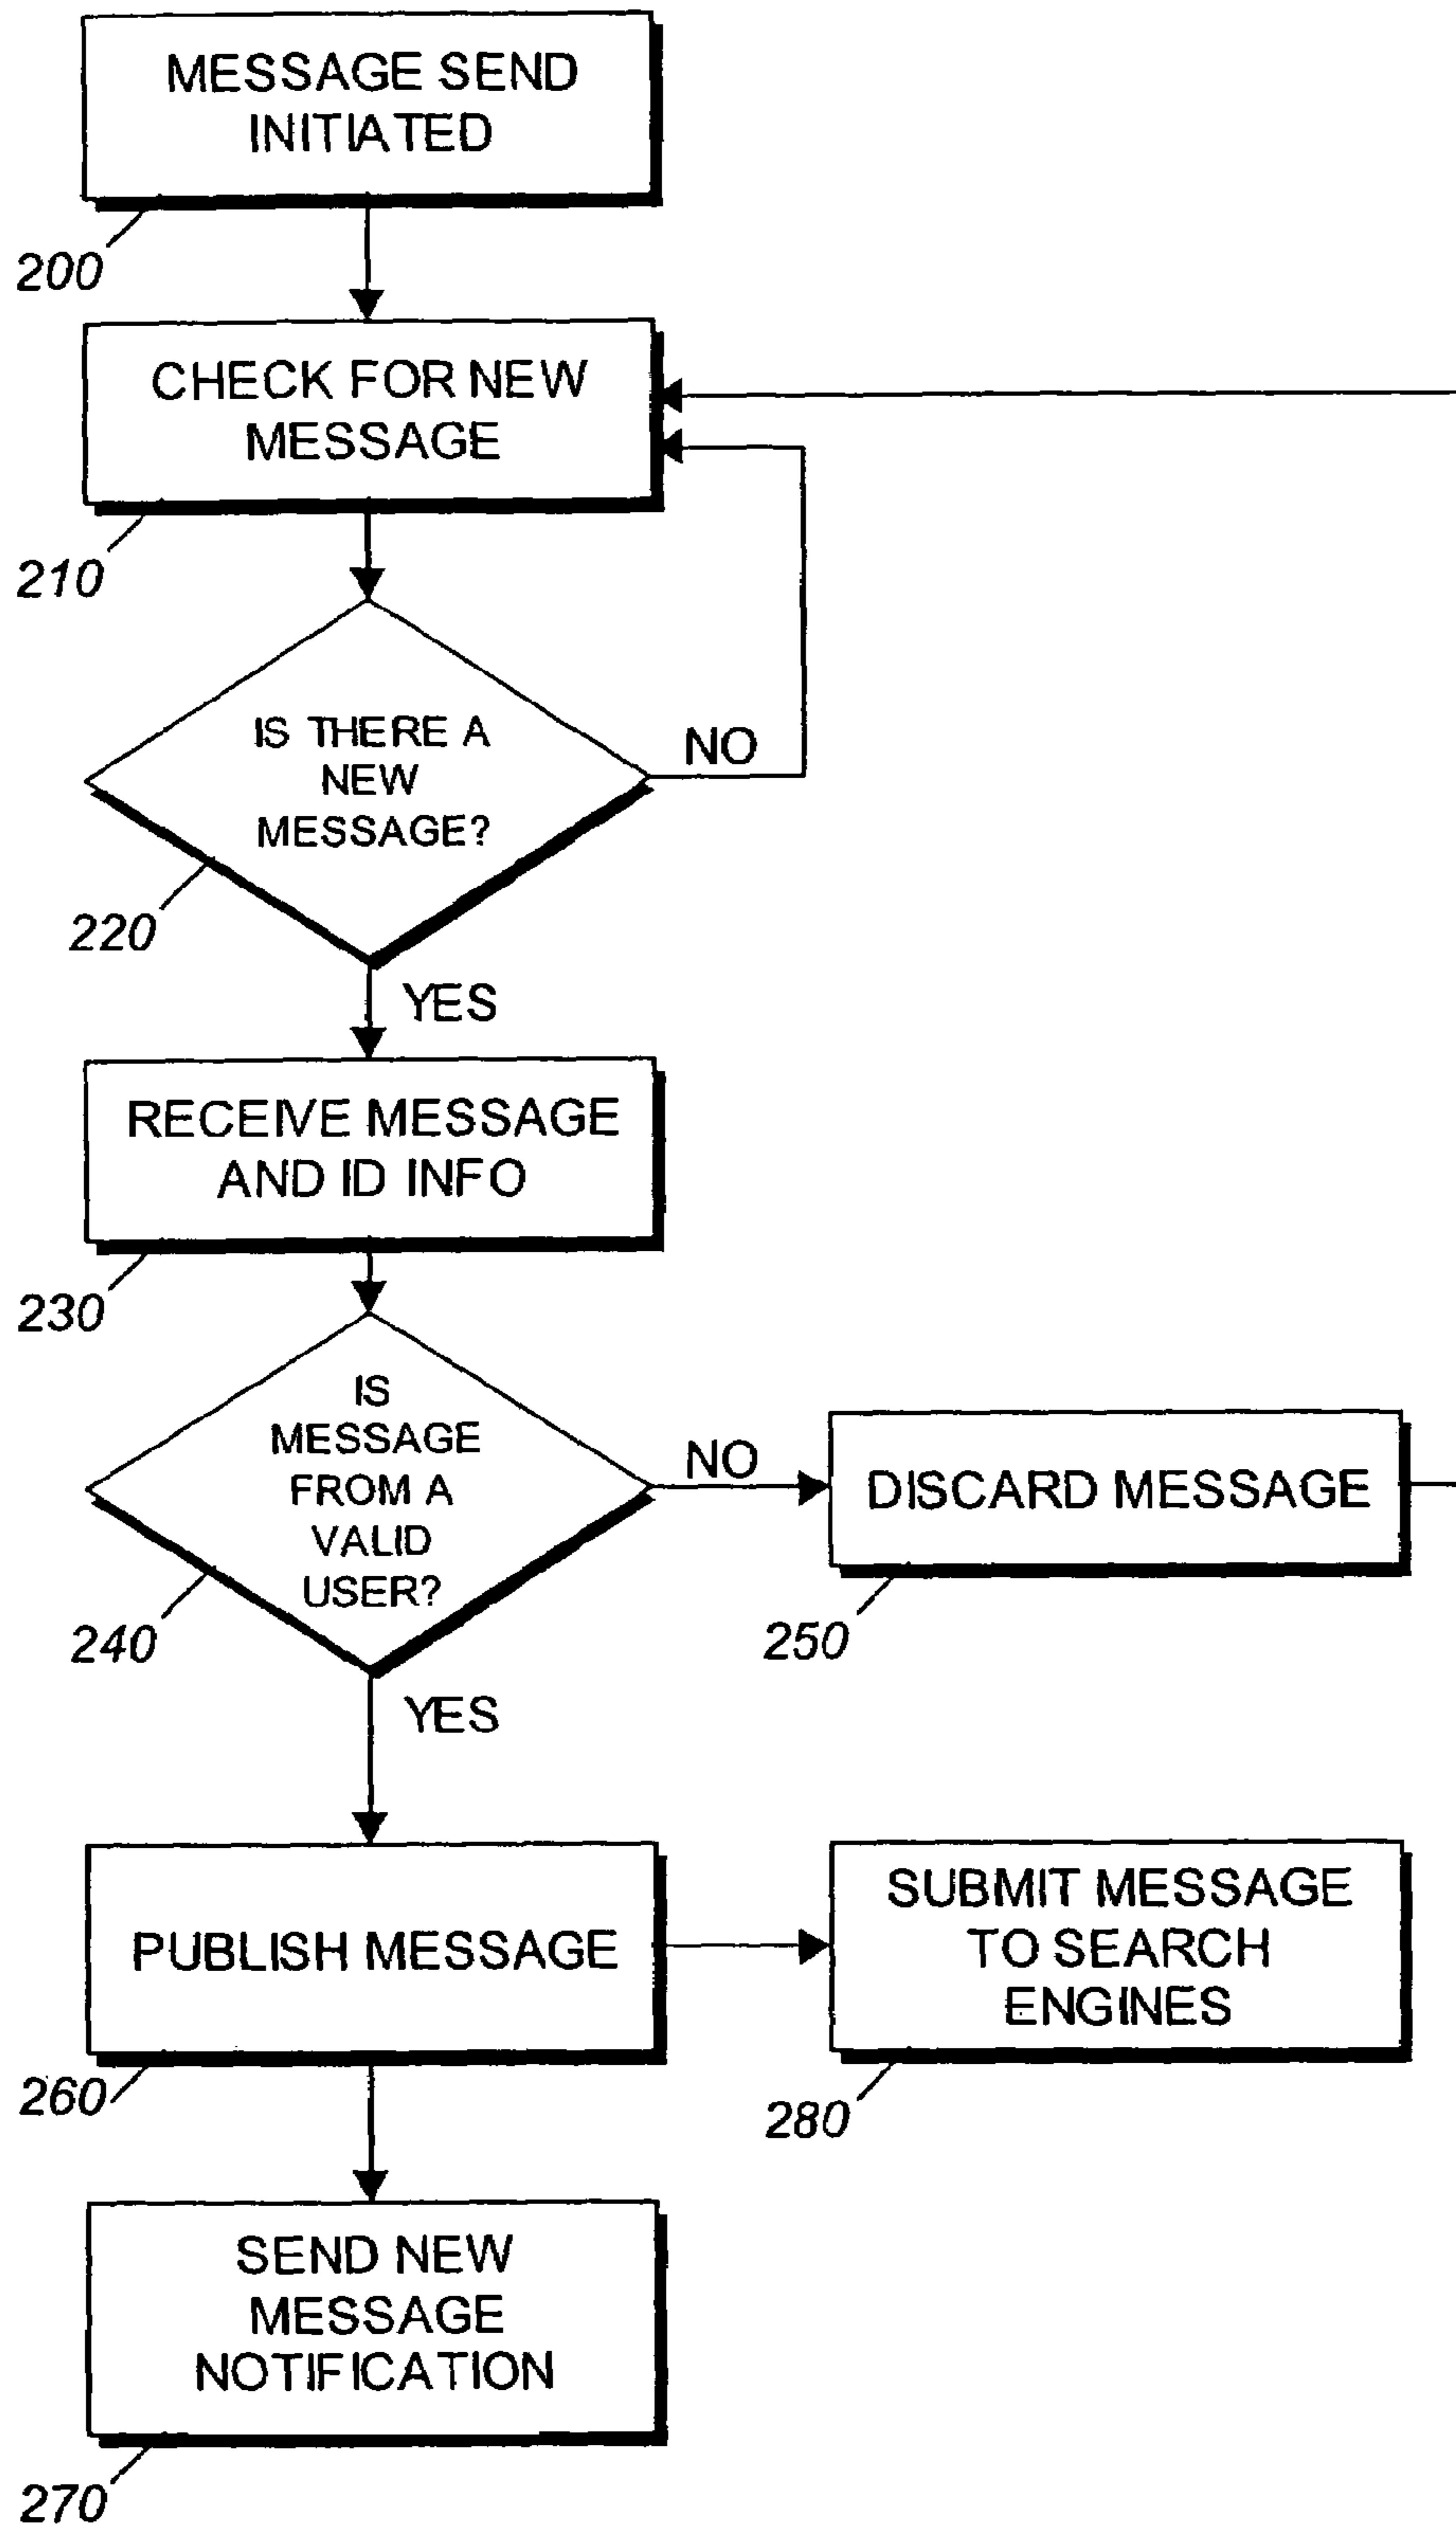 MESSAGE SEND
INITIATED
200
CHECK FOR NEW
MESSAGE
210
IS THERE A
NEW
MESSAGE?
NO
220
YES
RECEIVE MESSAGE
AND ID INFO
230
IS
MESSAGE
FROM A
VALID
USER?
NO
DISCARD MESSAGE
240
250
YES
PUBLISH MESSAGE
SUBMIT MESSAGE
TO SEARCH
ENGINES
260
280
SEND NEW
MESSAGE
NOTIFICATION
270